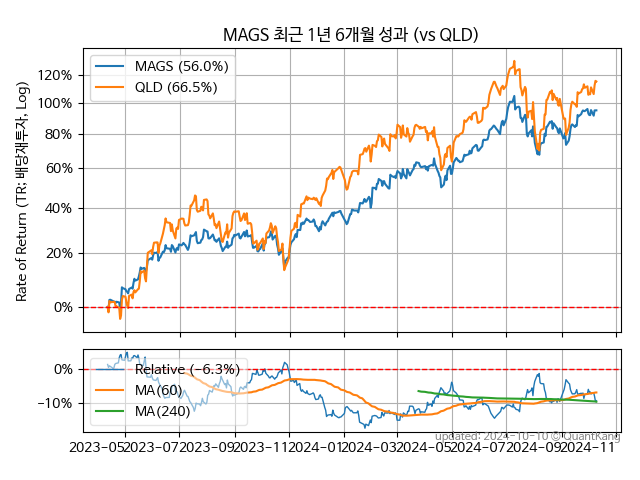 MAGS 최근 1년 6개월 성과 (vs QLD)
Rate of Return (TR: 배당재투자, Log)
120%
100%
80%
60%
40%
20%
0%
MAGS (56.0%)
QLD (66.5%)
0%
−10%
Relative (−6.3%)
MA(60)
MA(240)
2023−05 2023−07 2023−09 2023−11 2024−01 2024−03 2024−05 2024−07 2024−09 2024−11
updated: 2024-10-10 © QuantKang